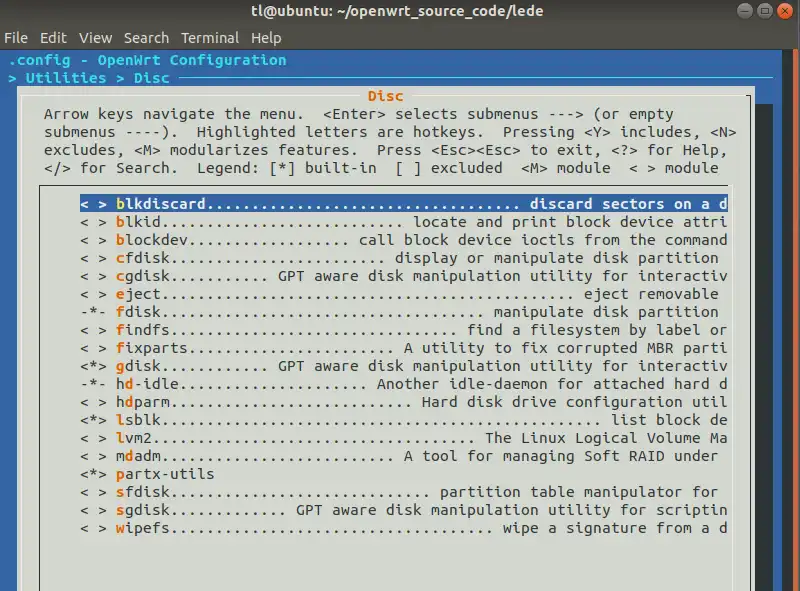 tl@ubuntu: ~/openwrt_source_code/lede
File Edit View Search Terminal Help
.config - OpenWrt Configuration
> Utilities > Disc
Disc
Arrow keys navigate the menu.  <Enter> selects submenus ---> (or empty
submenus ----).  Highlighted letters are hotkeys.  Pressing <Y> includes, <N>
excludes, <M> modularizes features.  Press <Esc><Esc> to exit, <?> for Help,
</> for Search.  Legend: [*] built-in  [ ] excluded  <M> module  < > module
< > blkdiscard................................... discard sectors on a d
< > blkid.............................. locate and print block device attri
< > blockdev.................. call block device ioctls from the command
< > cfdisk........................ display or manipulate disk partition
< > cgdisk........... GPT aware disk manipulation utility for interactiv
< > eject.............................................. eject removable
-*- fdisk................................... manipulate disk partition
< > findfs................................ find a filesystem by label or
< > fixparts....................... A utility to fix corrupted MBR parti
<*> gdisk............ GPT aware disk manipulation utility for interactiv
-*- hd-idle..................... Another idle-daemon for attached hard d
< > hdparm........................... Hard disk drive configuration util
<*> lsblk................................................. list block de
< > lvm2.................................... The Linux Logical Volume Ma
< > mdadm.......................... A tool for managing Soft RAID under
<*> partx-utils
< > sfdisk............................. partition table manipulator for
< > sgdisk............. GPT aware disk manipulation utility for scriptin
< > wipefs.................................... wipe a signature from a d